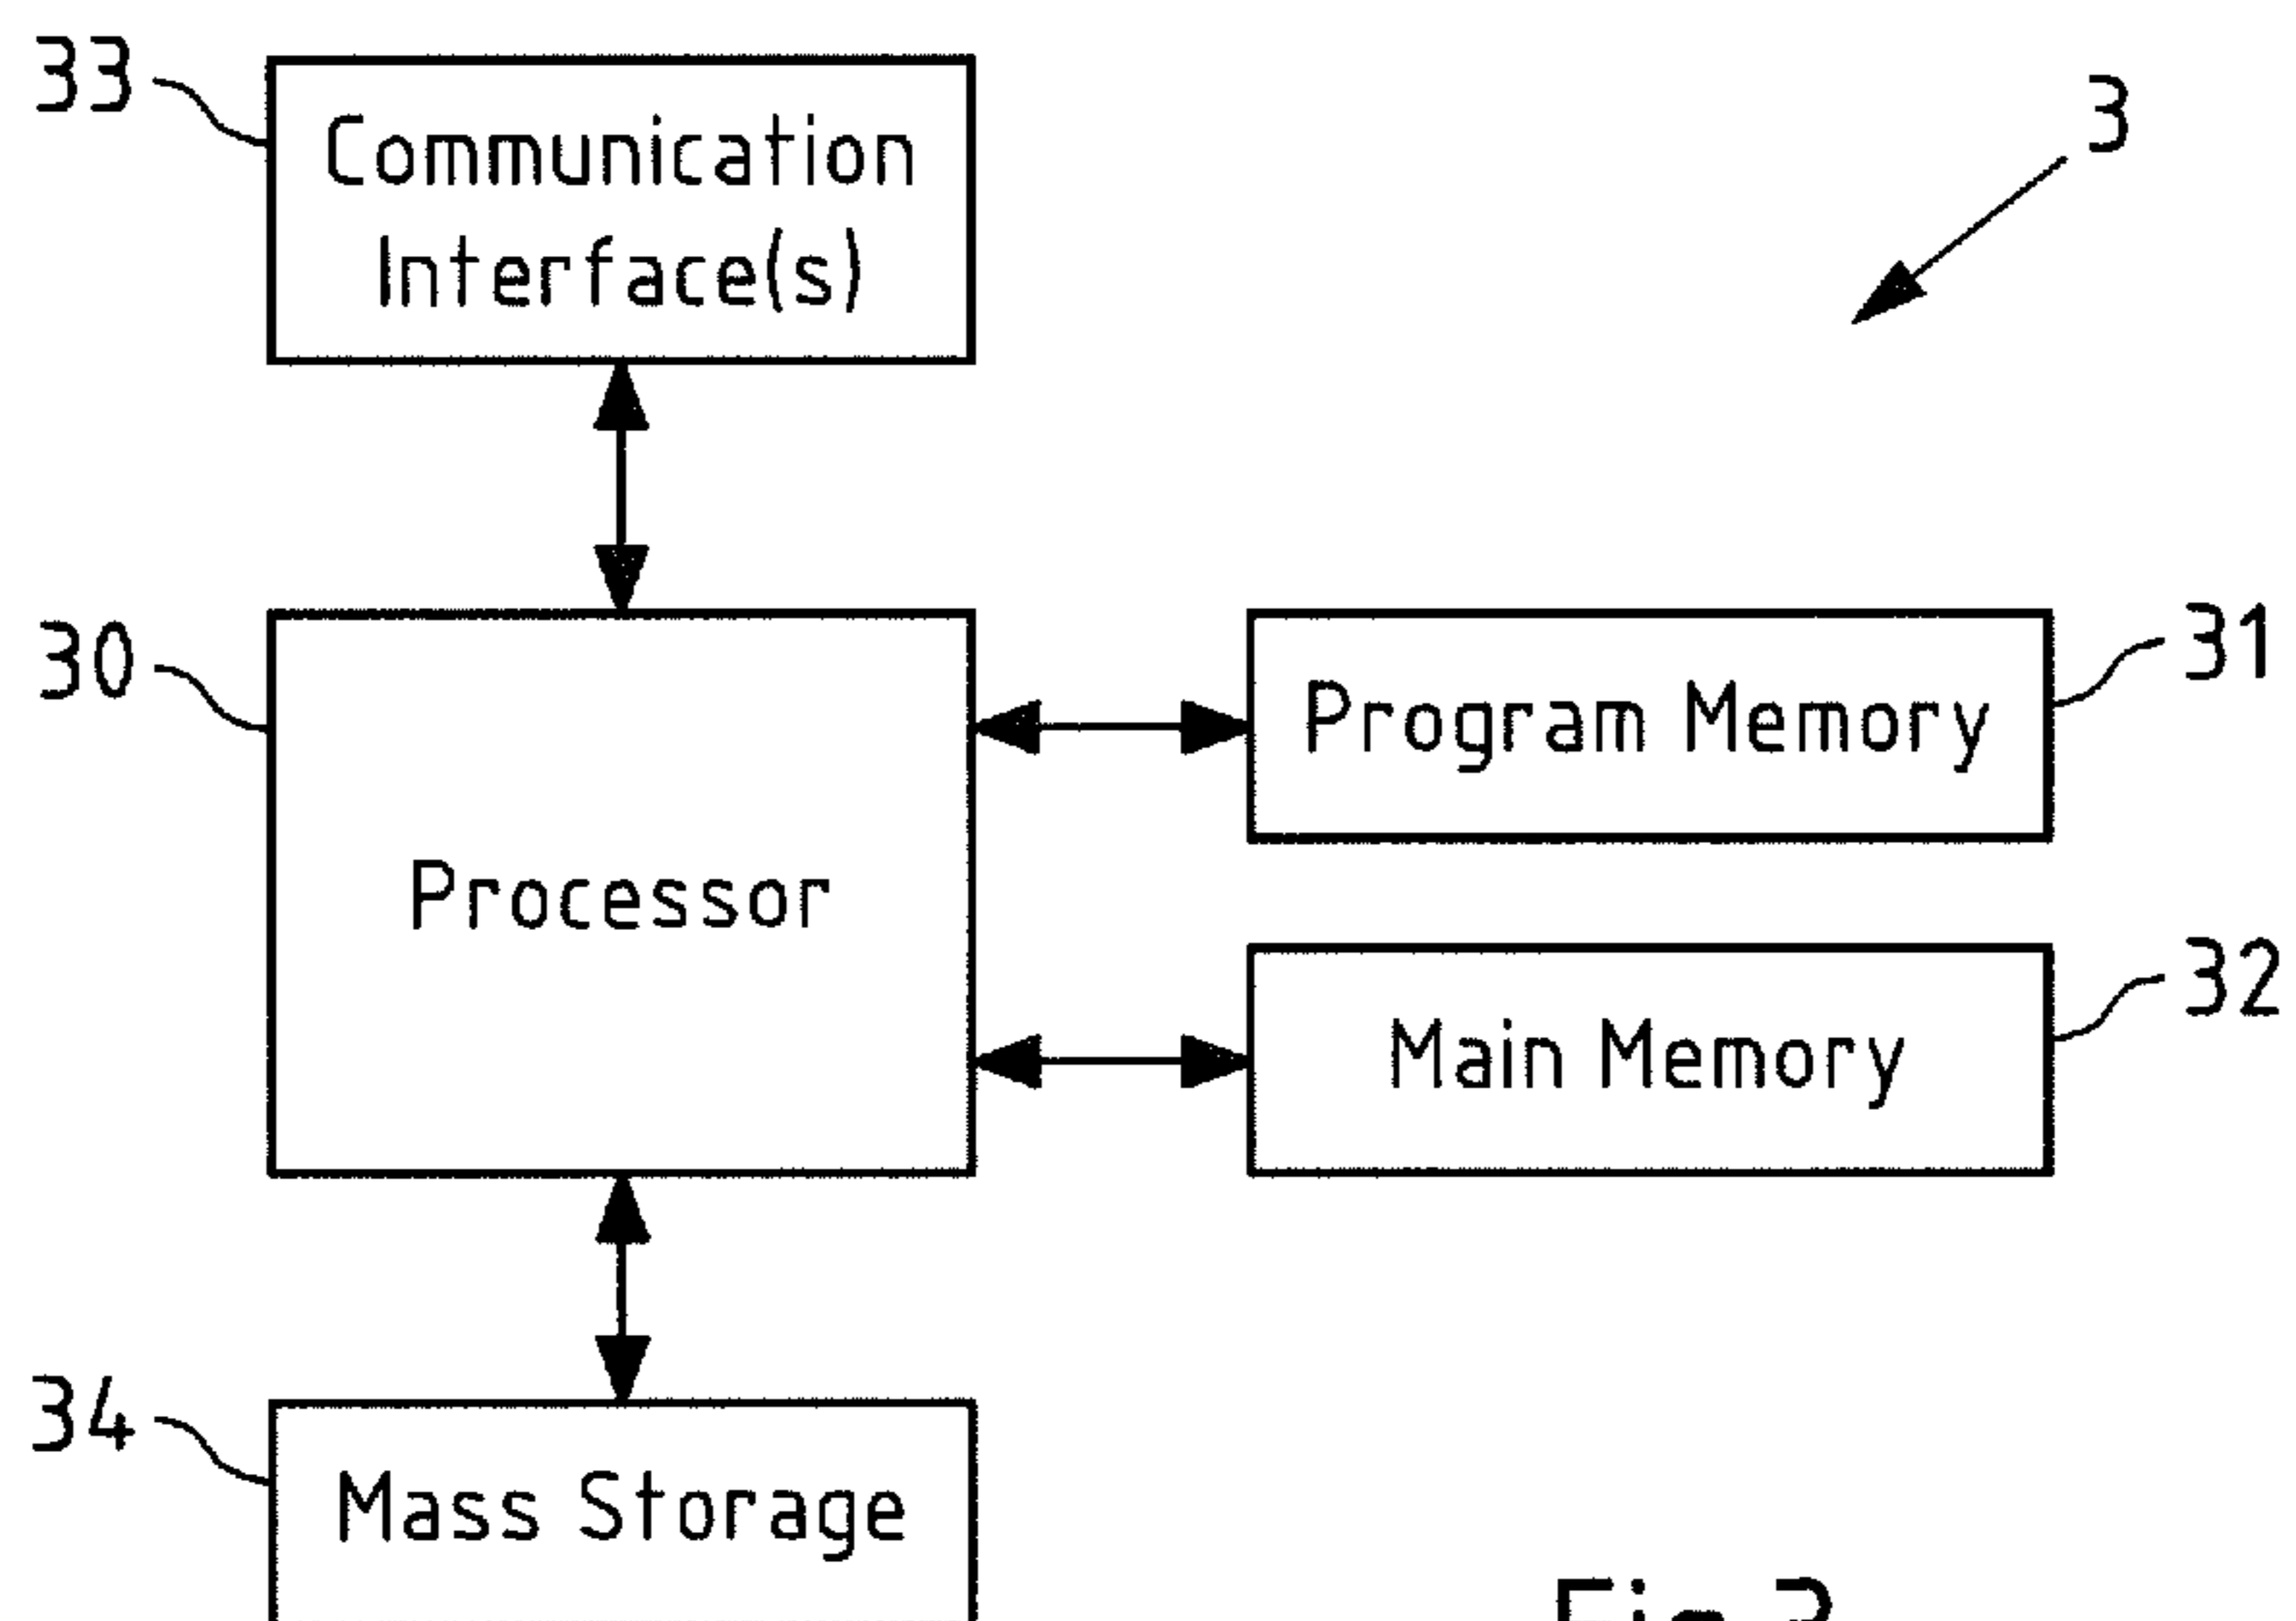 33
Communication
Interface(s)
3
30
Processor
31
Program Memory
32
Main Memory
34
Mass Storage